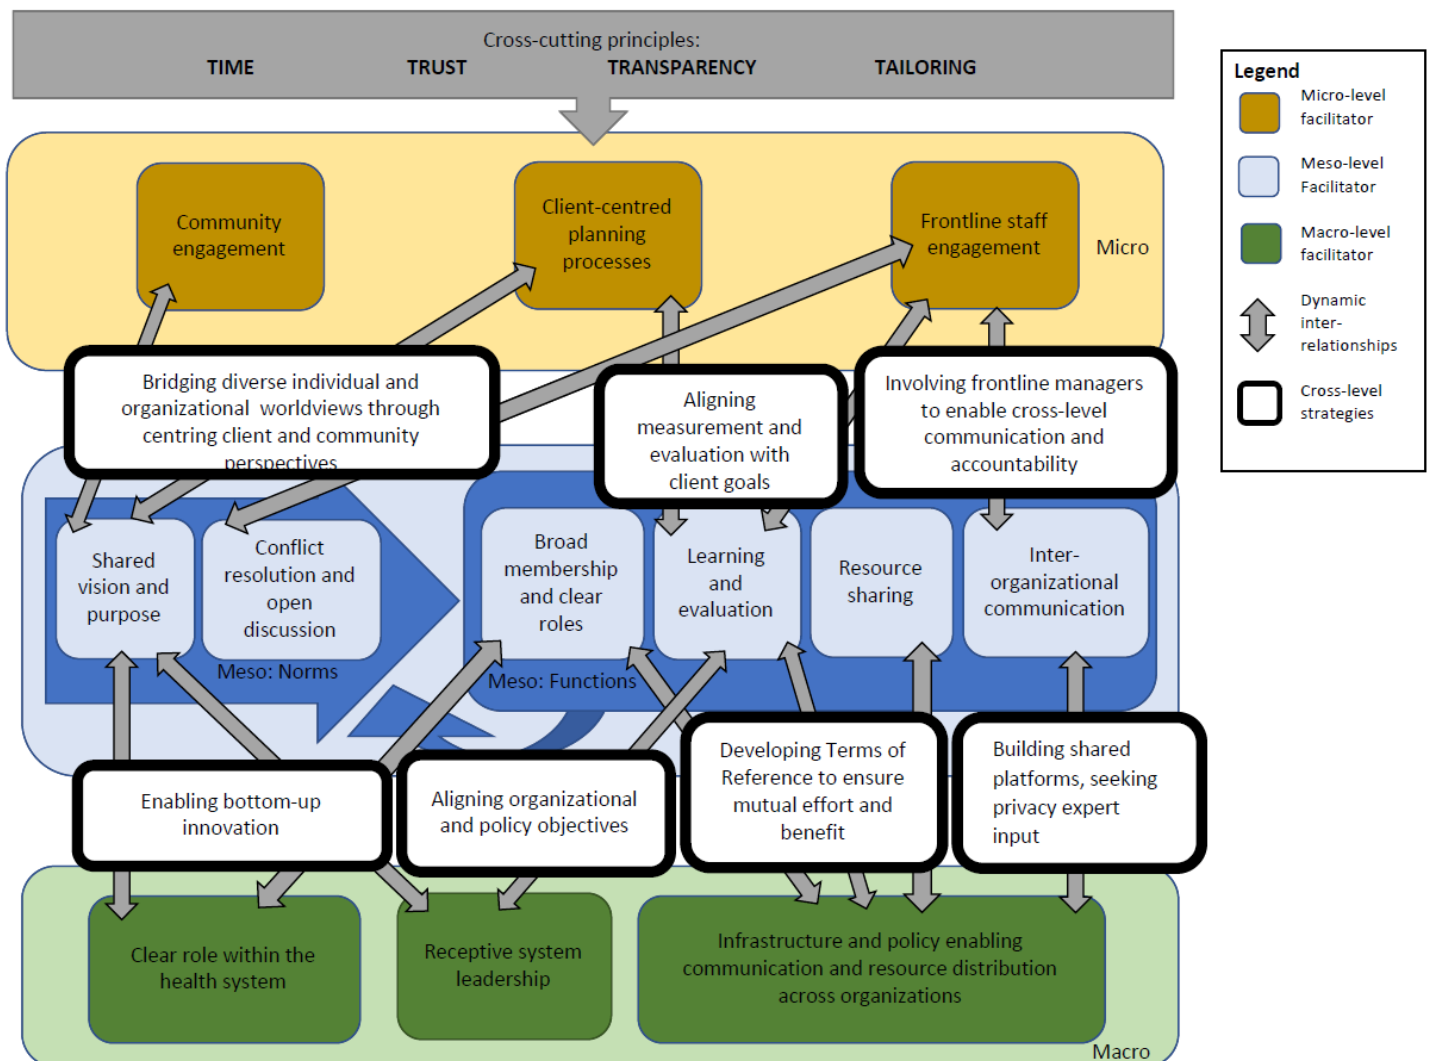 Cross-cutting principles:
TIME TRUST TRANSPARENCY TAILORING
Legend
Micro-level
facilitator
Meso-level
Facilitator
Macro-level
facilitator
Dynamic
inter-
relationships
Cross-level
strategies
Community
engagement
Client-centred
planning
processes
Frontline staff
engagement
Micro
Bridging diverse individual and
organizational worldviews through
centring client and community
perspectives
Aligning
measurement and
evaluation with
client goals
Involving frontline managers
to enable cross-level
communication and
accountability
Shared
vision and
purpose
Conflict
resolution and
open
discussion
Meso: Norms
Broad
membership
and clear
roles
Learning
and
evaluation
Resource
sharing
Inter-
organizational
communication
Meso: Functions
Enabling bottom-up
innovation
Aligning organizational
and policy objectives
Developing Terms of
Reference to ensure
mutual effort and
benefit
Building shared
platforms, seeking
privacy expert
input
Clear role within the
health system
Receptive system
leadership
Infrastructure and policy enabling
communication and resource distribution
across organizations
Macro